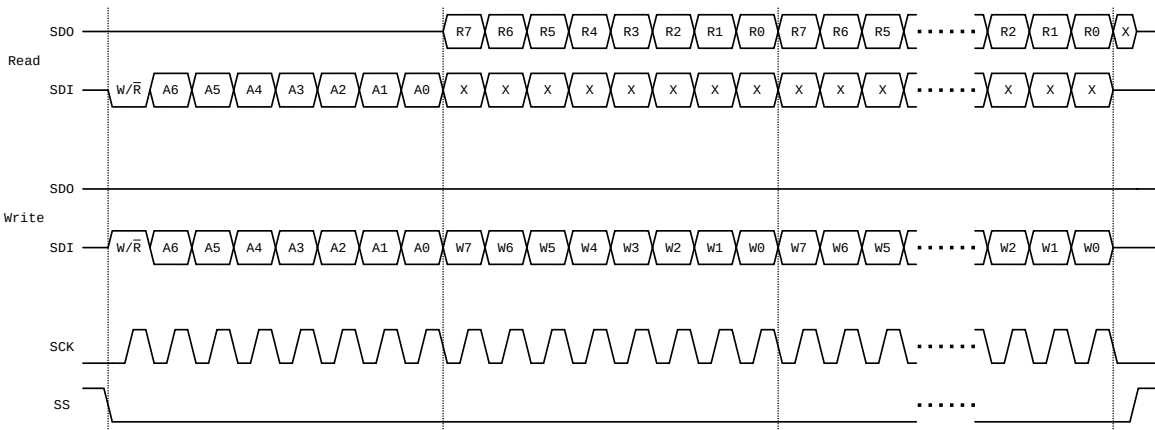 SDO R7 R6 R5 R4 R3 R2 R1 R0 R7 R6 R5 R2 R1 R0 X
Read
SDI W/R̅ A6 A5 A4 A3 A2 A1 A0 X X X X X X X X X X X X X X
SDO
Write
SDI W/R̅ A6 A5 A4 A3 A2 A1 A0 W7 W6 W5 W4 W3 W2 W1 W0 W7 W6 W5 W2 W1 W0
SCK
SS